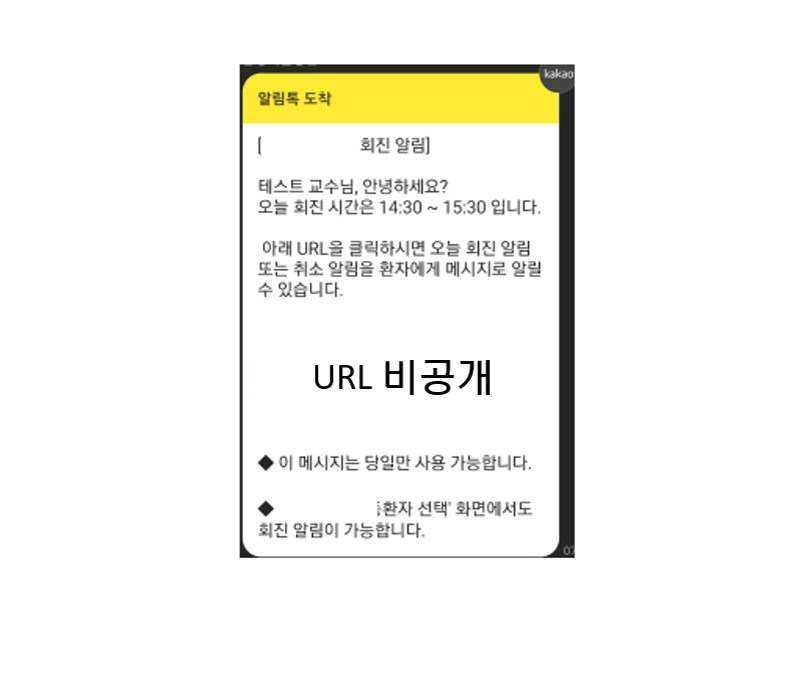 kakao
알림톡 도착
[ 회진 알림]
테스트 교수님, 안녕하세요?
오늘 회진 시간은 14:30 ~ 15:30 입니다.
아래 URL을 클릭하시면 오늘 회진 알림
또는 취소 알림을 환자에게 메시지로 알릴
수 있습니다.
URL 비공개
◆ 이 메시지는 당일만 사용 가능합니다.
◆ 환자 선택' 화면에서도
회진 알림이 가능합니다.
07